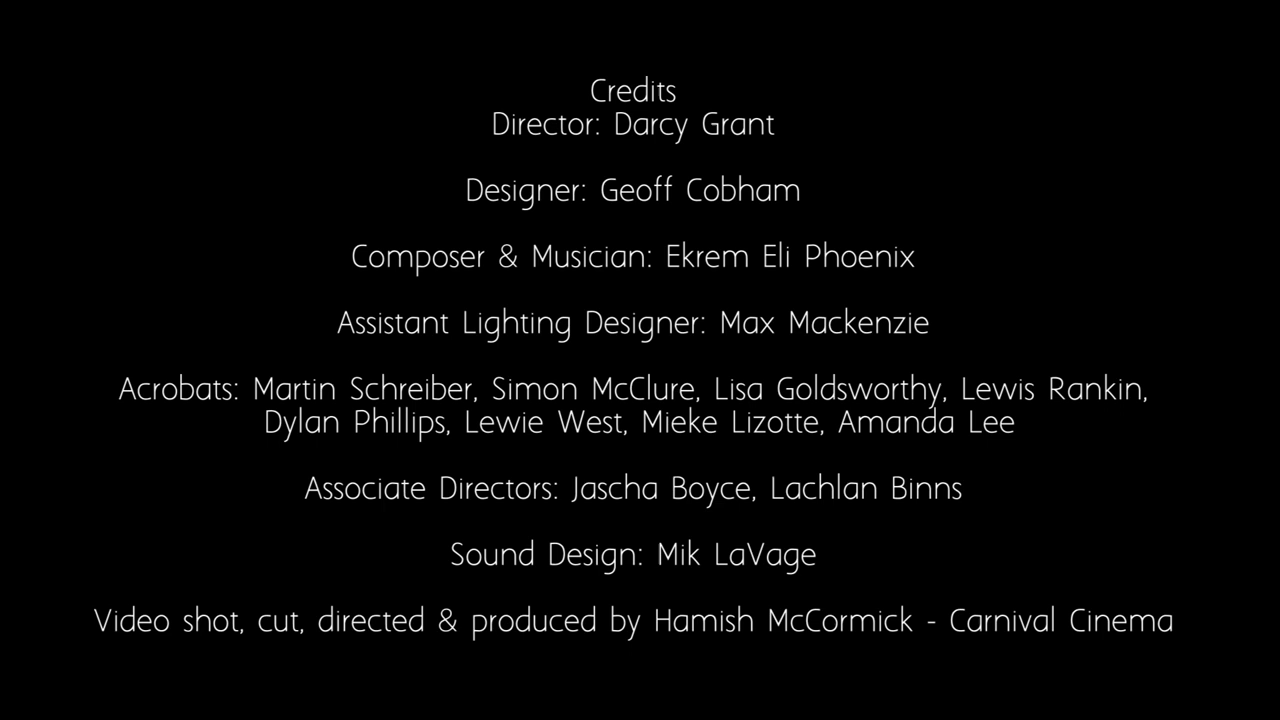 Credits
Director: Darcy Grant
Designer: Geoff Cobham
Composer & Musician: Ekrem Eli Phoenix
Assistant Lighting Designer: Max Mackenzie
Acrobats: Martin Schreiber, Simon McClure, Lisa Goldsworthy, Lewis Rankin,
Dylan Phillips, Lewie West, Mieke Lizotte, Amanda Lee
Associate Directors: Jascha Boyce, Lachlan Binns
Sound Design: Mik LaVage
Video shot, cut, directed & produced by Hamish McCormick - Carnival Cinema